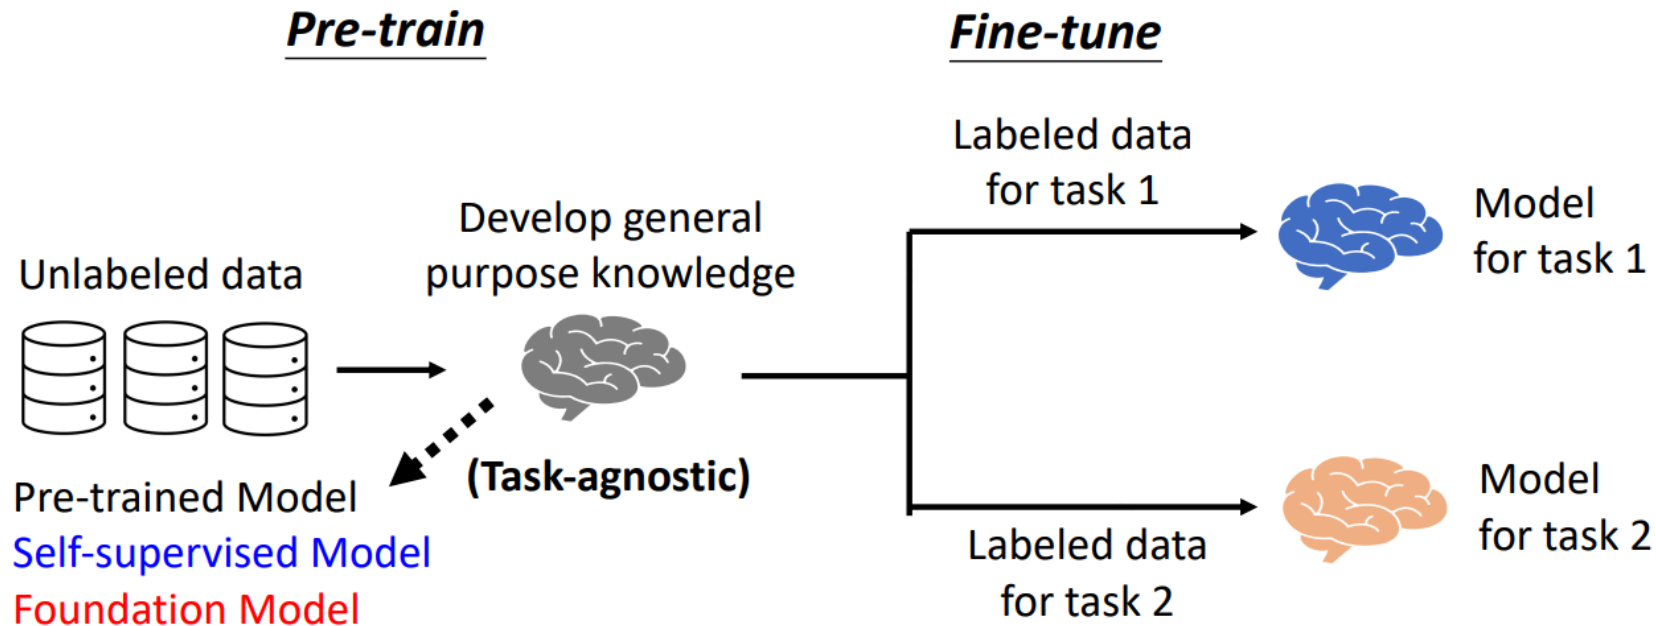 Pre-train
Fine-tune
Unlabeled data
Develop general
purpose knowledge
(Task-agnostic)
Pre-trained Model
Self-supervised Model
Foundation Model
Labeled data
for task 1
Model
for task 1
Labeled data
for task 2
Model
for task 2